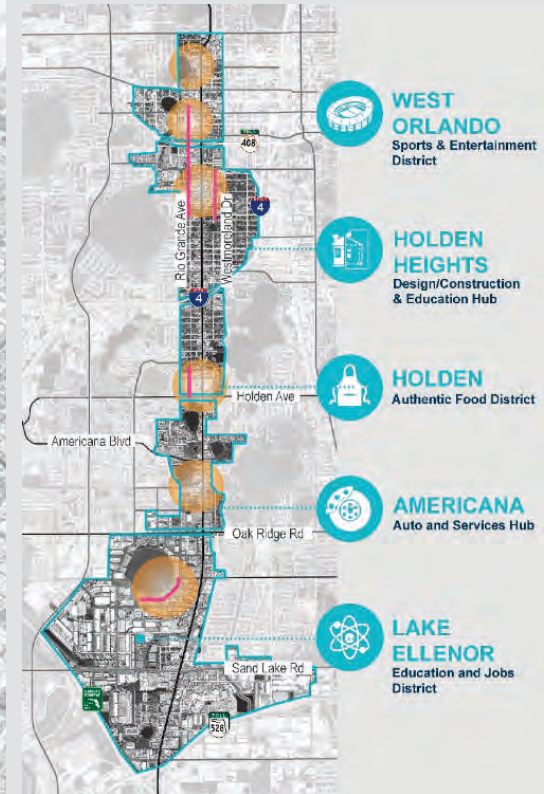 WEST
ORLANDO
Sports & Entertainment
District
HOLDEN
HEIGHTS
Design/Construction
& Education Hub
HOLDEN
Authentic Food District
AMERICANA
Auto and Services Hub
LAKE
ELLENOR
Education and Jobs
District
TOLL
408
Rio Grande Ave
Westmoreland Dr
4
4
Holden Ave
Americana Blvd
Oak Ridge Rd
Sand Lake Rd
TOLL
528